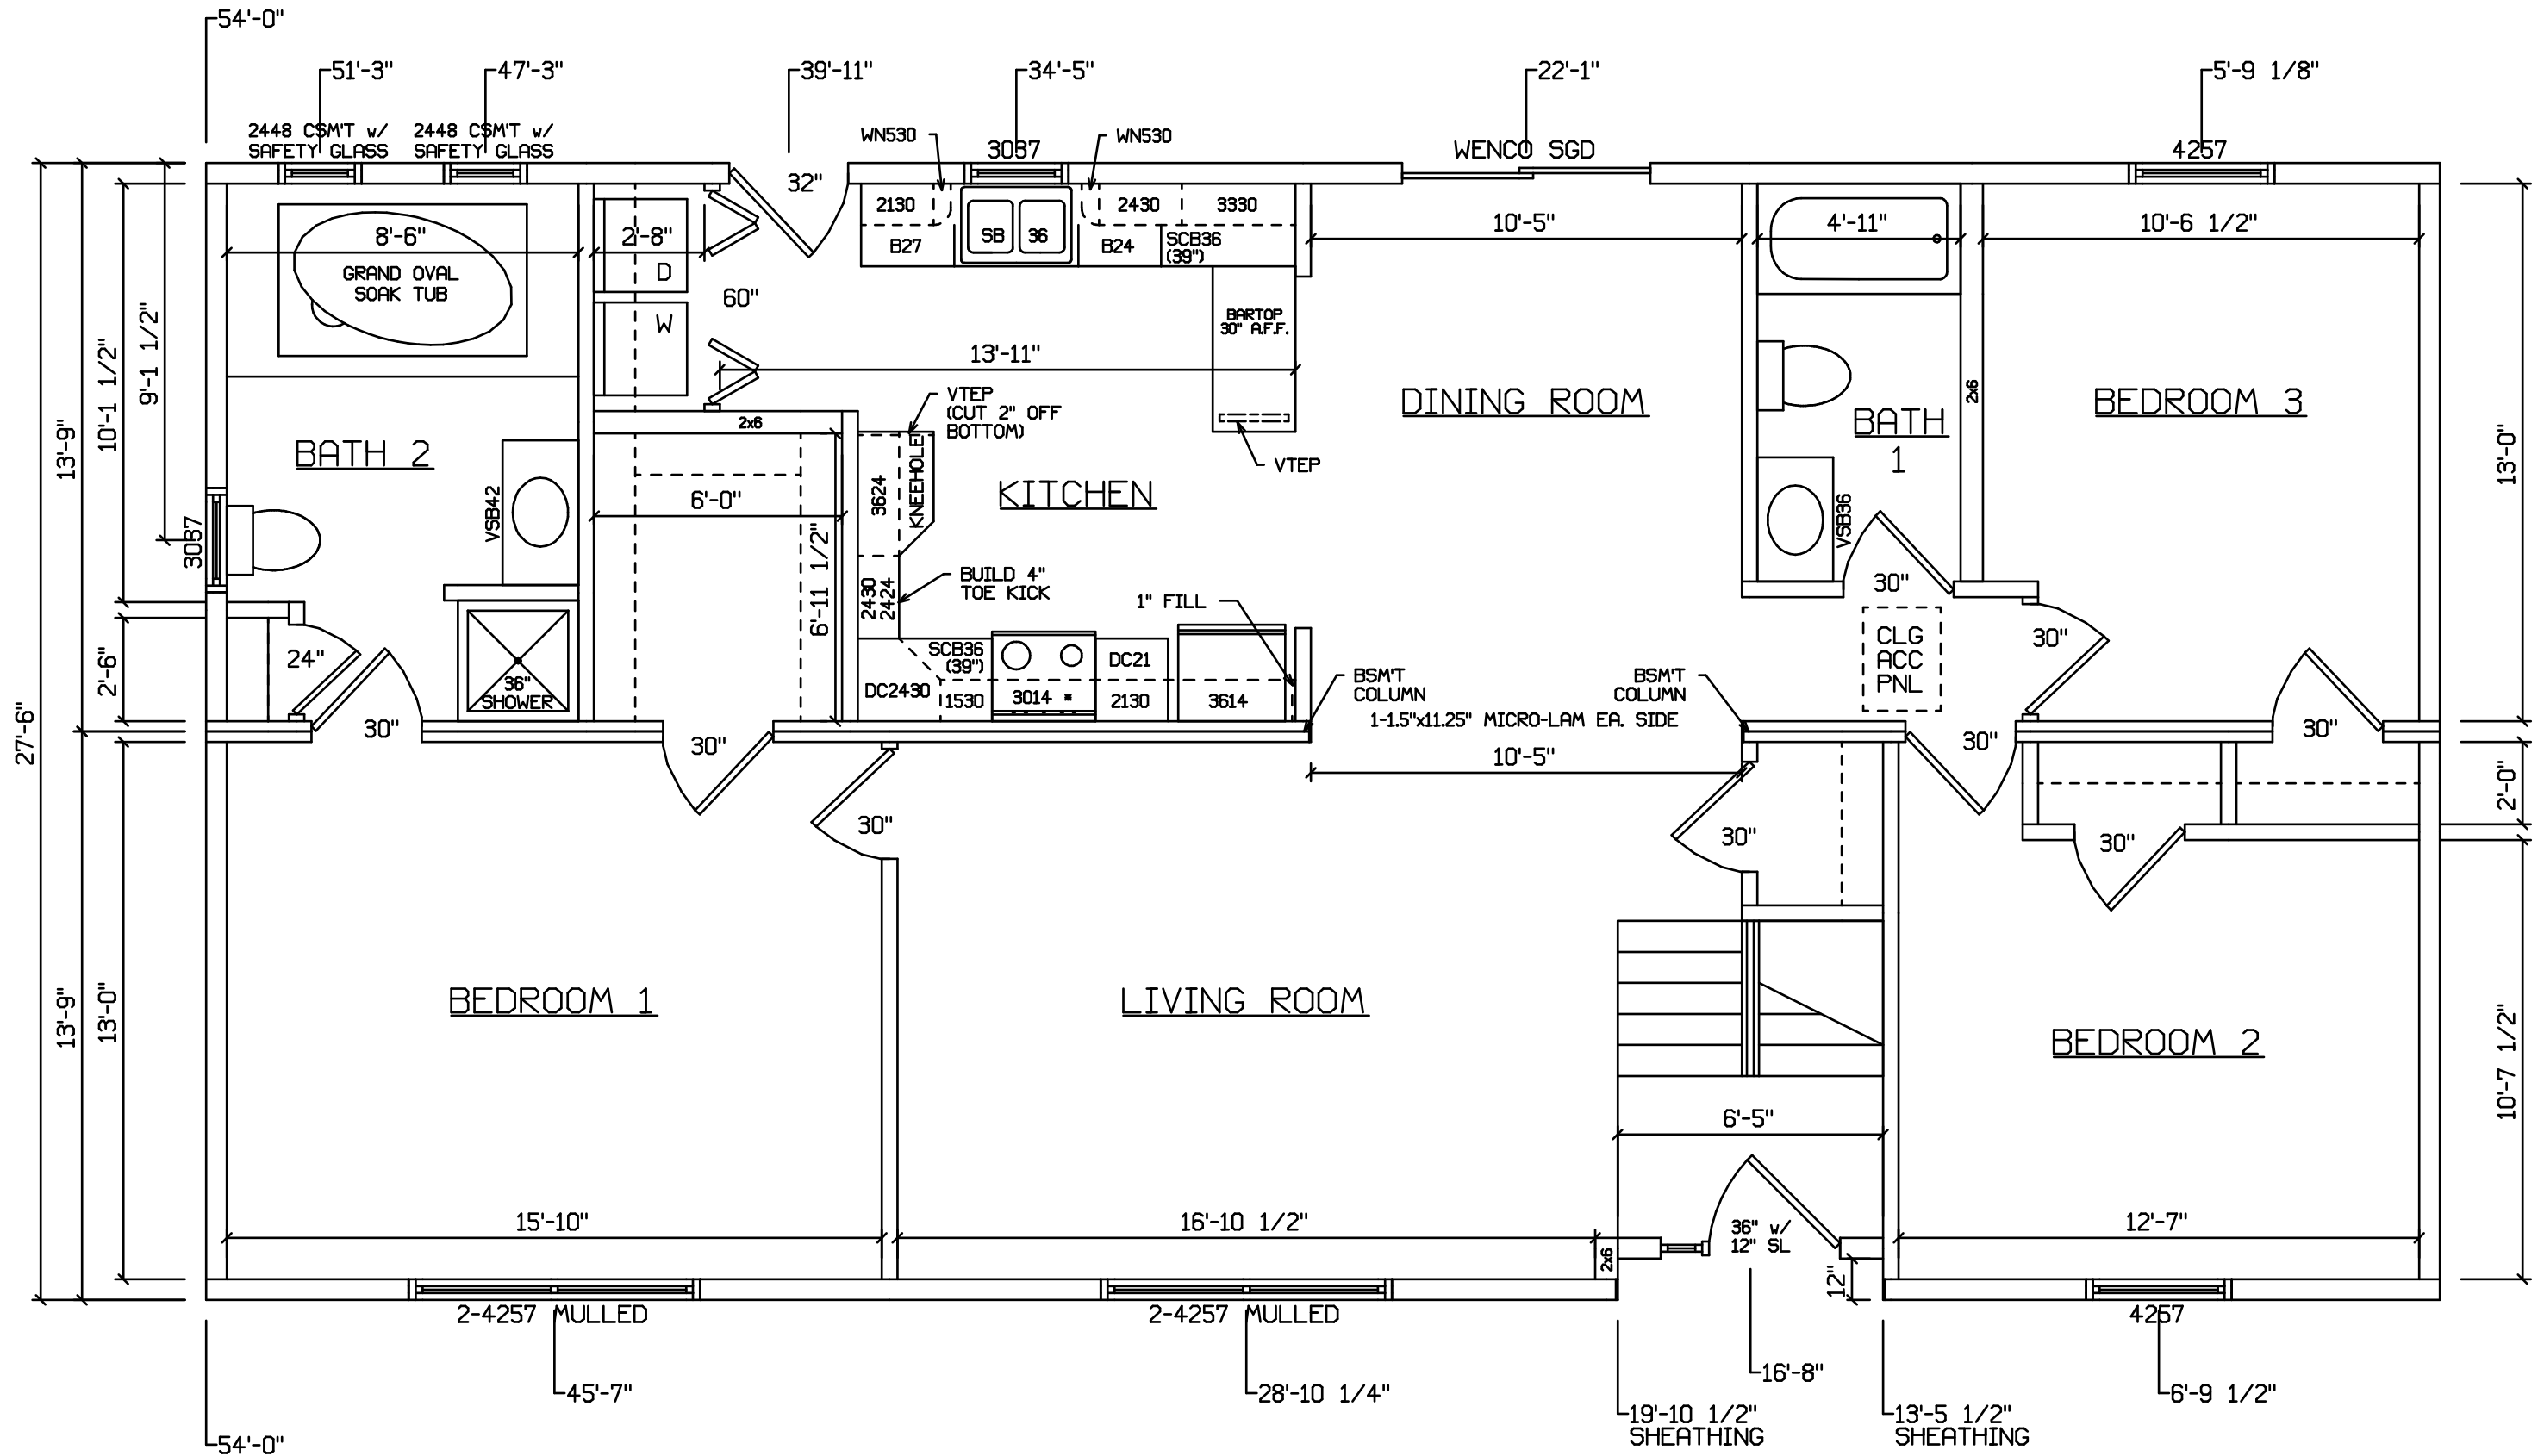 54'-0"
51'-3"
47'-3"
39'-11"
34'-5"
22'-1"
5'-9 1/8"
2448 CSM'T w/
SAFETY GLASS
2448 CSM'T w/
SAFETY GLASS
WN530
3037
WN530
WENCO SGD
4257
32"
2130
2430
3330
8'-6"
2'-8"
B27
SB
36
B24
SCB36
(39")
10'-5"
4'-11"
10'-6 1/2"
GRAND OVAL
SOAK TUB
D
60"
W
BARTOP
30" A.F.F.
13'-11"
9'-1 1/2"
10'-1 1/2"
13'-9"
27'-6"
VTEP
(CUT 2" OFF
BOTTOM)
2x6
DINING ROOM
2x6
BEDROOM 3
BATH
1
13'-0"
BATH 2
VTEP
KITCHEN
6'-0"
3624
KNEEHOLE
VSB42
VSB36
3037
6'-11 1/2"
2430
2424
BUILD 4"
TOE KICK
1" FILL
30"
CLG
ACC
PNL
30"
24"
2'-6"
36"
SHOWER
SCB36
(39")
DC2430
1530
3014
DC21
2130
3614
BSM'T
COLUMN
BSM'T
COLUMN
1-1.5"x11.25" MICRO-LAM EA. SIDE
30"
30"
30"
30"
10'-5"
2'-0"
30"
30"
30"
13'-9"
13'-0"
BEDROOM 1
LIVING ROOM
BEDROOM 2
10'-7 1/2"
6'-5"
15'-10"
16'-10 1/2"
36" w/
12" SL
12'-7"
2x6
12"
2-4257 MULLED
2-4257 MULLED
4257
45'-7"
28'-10 1/4"
16'-8"
6'-9 1/2"
19'-10 1/2"
SHEATHING
13'-5 1/2"
SHEATHING
54'-0"